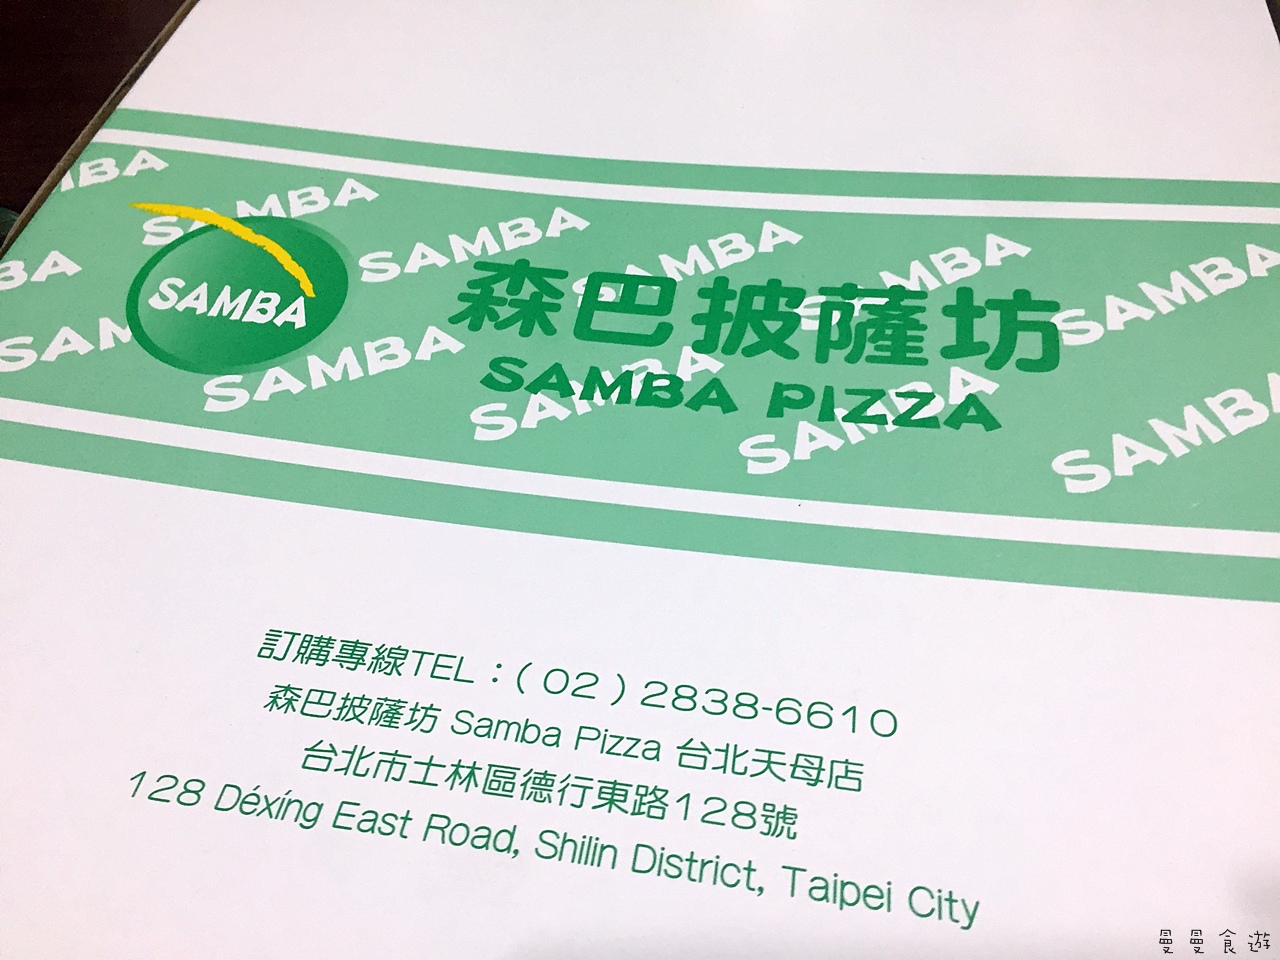 SAMBA
森巴披薩坊
SAMBA PIZZA
訂購專線TEL:(02)2838-6610
森巴披薩坊 Samba Pizza 台北天母店
台北市士林區德行東路128號
128 Déxíng East Road, Shilin District, Taipei City
曼曼食遊